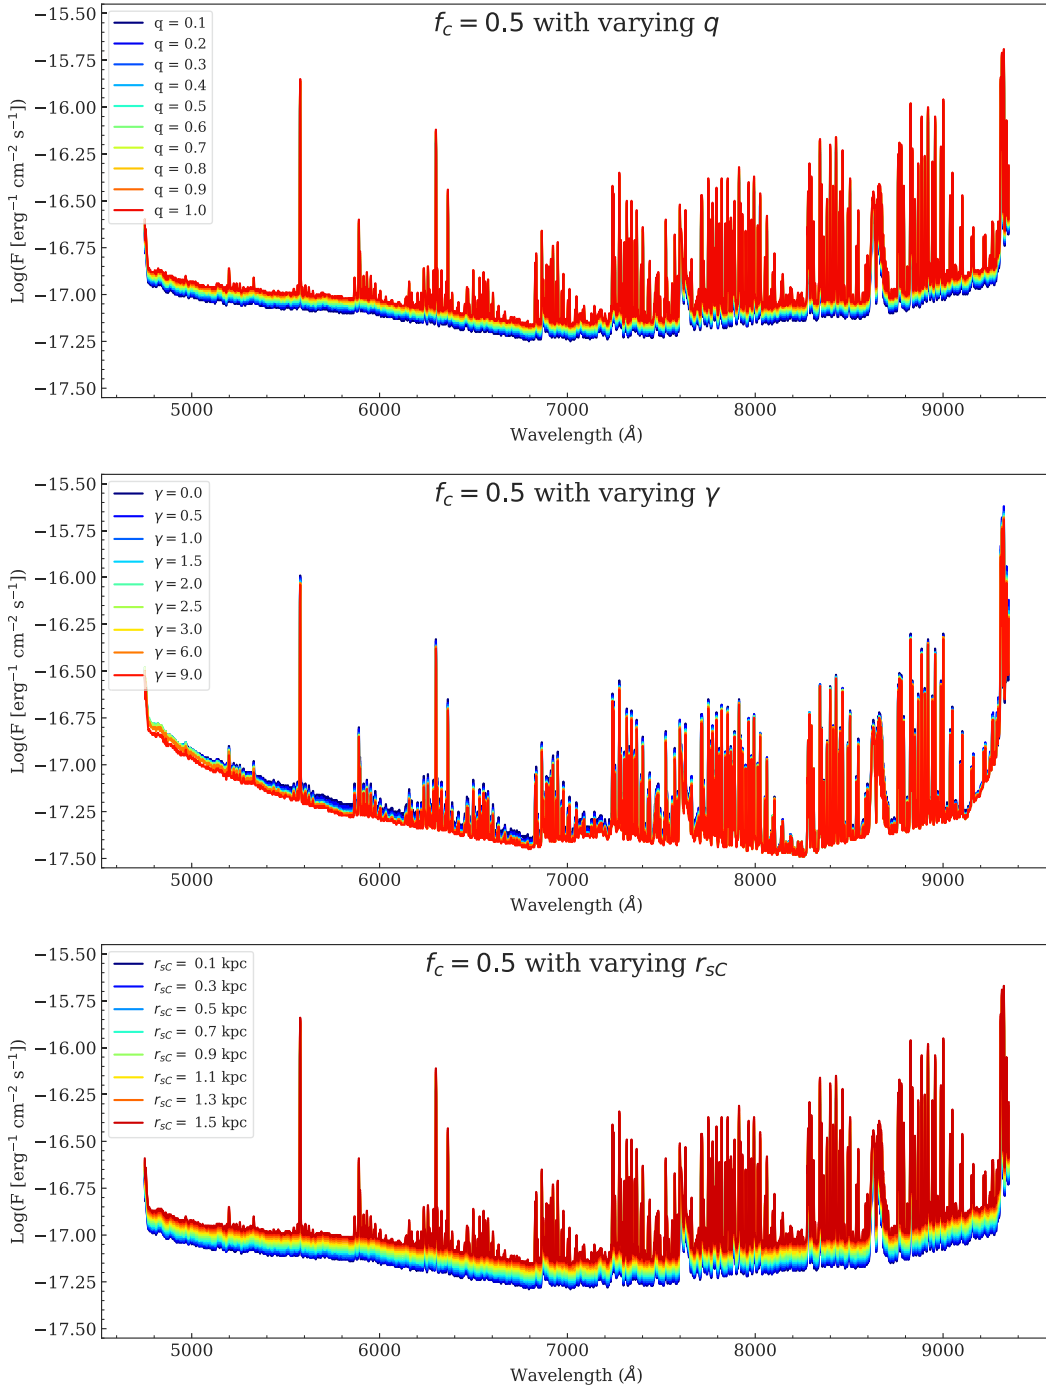 f_c = 0.5 with varying q
−15.50
−15.75
−16.00
−16.25
−16.50
−16.75
−17.00
−17.25
−17.50
Log(F [erg⁻¹ cm⁻² s⁻¹])
q = 0.1
q = 0.2
q = 0.3
q = 0.4
q = 0.5
q = 0.6
q = 0.7
q = 0.8
q = 0.9
q = 1.0
5000 6000 7000 8000 9000
Wavelength (Å)
f_c = 0.5 with varying γ
−15.50
−15.75
−16.00
−16.25
−16.50
−16.75
−17.00
−17.25
−17.50
Log(F [erg⁻¹ cm⁻² s⁻¹])
γ = 0.0
γ = 0.5
γ = 1.0
γ = 1.5
γ = 2.0
γ = 2.5
γ = 3.0
γ = 6.0
γ = 9.0
5000 6000 7000 8000 9000
Wavelength (Å)
f_c = 0.5 with varying r_sC
−15.50
−15.75
−16.00
−16.25
−16.50
−16.75
−17.00
−17.25
−17.50
Log(F [erg⁻¹ cm⁻² s⁻¹])
r_sC = 0.1 kpc
r_sC = 0.3 kpc
r_sC = 0.5 kpc
r_sC = 0.7 kpc
r_sC = 0.9 kpc
r_sC = 1.1 kpc
r_sC = 1.3 kpc
r_sC = 1.5 kpc
5000 6000 7000 8000 9000
Wavelength (Å)